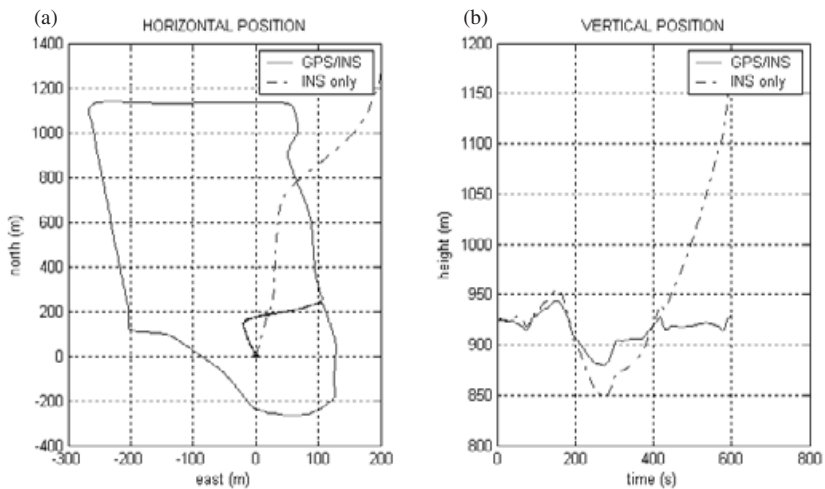 (a)
HORIZONTAL POSITION
1400
1200
1000
800
600
400
200
0
-200
-400
-300
-200
-100
0
100
200
north (m)
east (m)
GPS/INS
INS only
(b)
VERTICAL POSITION
1200
1150
1100
1050
1000
950
900
850
800
0
200
400
600
800
height (m)
time (s)
GPS/INS
INS only